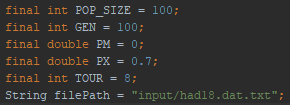 final int POP_SIZE = 100;
final int GEN = 100;
final double PM = 0;
final double PX = 0.7;
final int TOUR = 8;
String filePath = "input/had18.dat.txt";